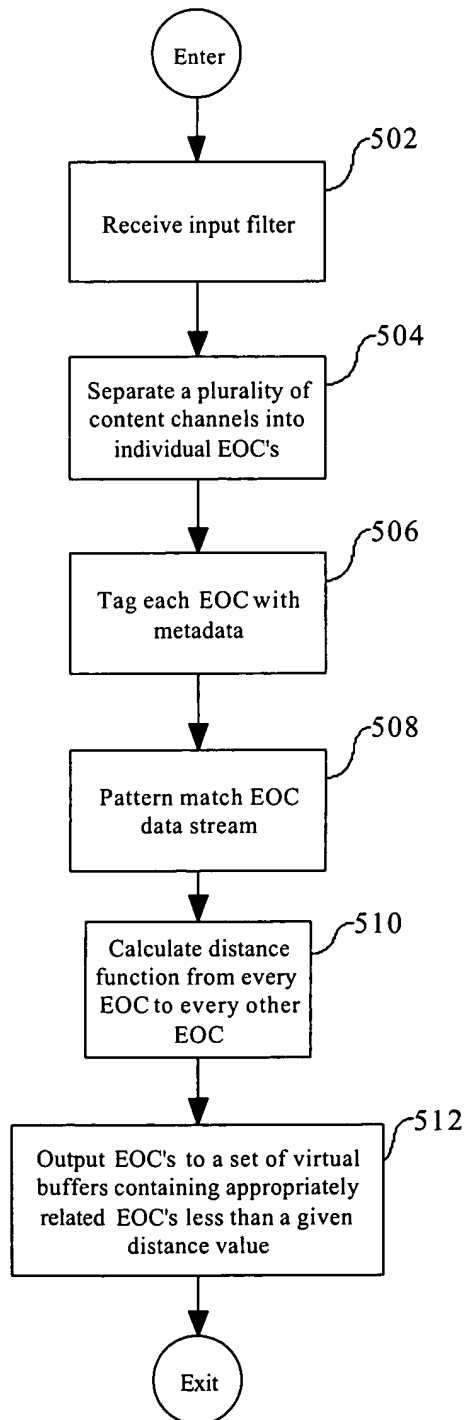 Enter
502
Receive input filter
504
Separate a plurality of
content channels into
individual EOC's
506
Tag each EOC with
metadata
508
Pattern match EOC
data stream
510
Calculate distance
function from every
EOC to every other
EOC
512
Output EOC's to a set of virtual
buffers containing appropriately
related EOC's less than a given
distance value
Exit